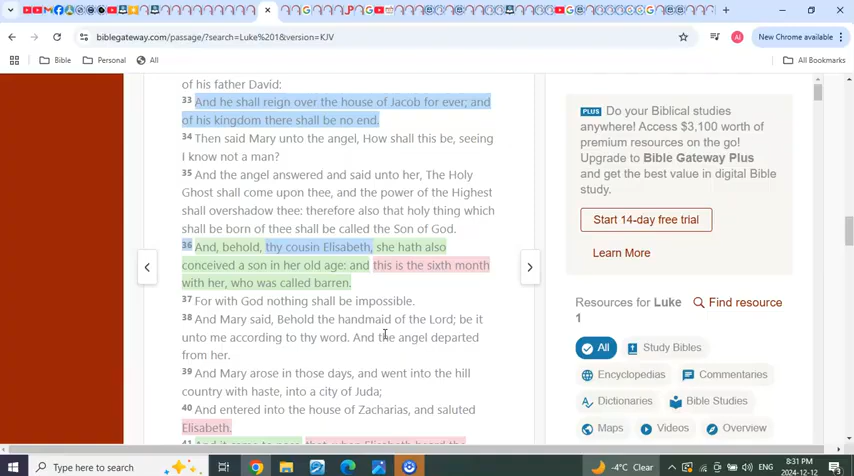 biblegateway.com/passage/?search=Luke%201&version=KJV
AI
New Chrome available
Bible
Personal
All
All Bookmarks
of his father David:
33 And he shall reign over the house of Jacob for ever; and
of his kingdom there shall be no end.
34 Then said Mary unto the angel, How shall this be, seeing
I know not a man?
35 And the angel answered and said unto her, The Holy
Ghost shall come upon thee, and the power of the Highest
shall overshadow thee: therefore also that holy thing which
shall be born of thee shall be called the Son of God.
36 And, behold, thy cousin Elisabeth, she hath also
conceived a son in her old age: and this is the sixth month
with her, who was called barren.
37 For with God nothing shall be impossible.
38 And Mary said, Behold the handmaid of the Lord; be it
unto me according to thy word. And the angel departed
from her.
39 And Mary arose in those days, and went into the hill
country with haste, into a city of Juda;
40 And entered into the house of Zacharias, and saluted
Elisabeth.
41 And it came to pass, that, when Elisabeth heard the
PLUS Do your Biblical studies
anywhere! Access $3,100 worth of
premium resources on the go!
Upgrade to Bible Gateway Plus
and get the best value in digital Bible
study.
Start 14-day free trial
Learn More
Resources for Luke
1
Find resource
All
Study Bibles
Encyclopedias
Commentaries
Dictionaries
Bible Studies
Maps
Videos
Overview
Type here to search
-4°C Clear
8:31 PM
2024-12-12